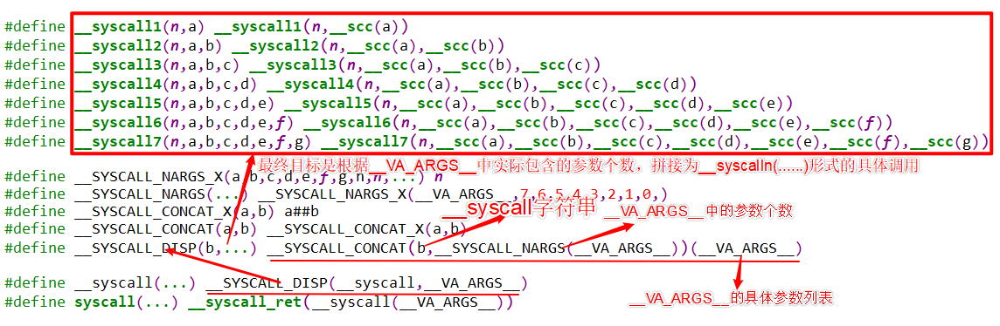 #define __syscall1(n,a) __syscall1(n,__scc(a))
#define __syscall2(n,a,b) __syscall2(n,__scc(a),__scc(b))
#define __syscall3(n,a,b,c) __syscall3(n,__scc(a),__scc(b),__scc(c))
#define __syscall4(n,a,b,c,d) __syscall4(n,__scc(a),__scc(b),__scc(c),__scc(d))
#define __syscall5(n,a,b,c,d,e) __syscall5(n,__scc(a),__scc(b),__scc(c),__scc(d),__scc(e))
#define __syscall6(n,a,b,c,d,e,f) __syscall6(n,__scc(a),__scc(b),__scc(c),__scc(d),__scc(e),__scc(f))
#define __syscall7(n,a,b,c,d,e,f,g) __syscall7(n,__scc(a),__scc(b),__scc(c),__scc(d),__scc(e),__scc(f),__scc(g))
最终目标是根据__VA_ARGS__中实际包含的参数个数，拼接为__syscalln(......)形式的具体调用
#define __SYSCALL_NARGS_X(a,b,c,d,e,f,g,h,n,...) n
#define __SYSCALL_NARGS(...) __SYSCALL_NARGS_X(__VA_ARGS__,7,6,5,4,3,2,1,0,)
#define __SYSCALL_CONCAT_X(a,b) a##b
__syscall字符串
__VA_ARGS__中的参数个数
#define __SYSCALL_CONCAT(a,b) __SYSCALL_CONCAT_X(a,b)
#define __SYSCALL_DISP(b,...) __SYSCALL_CONCAT(b,__SYSCALL_NARGS(__VA_ARGS__))(__VA_ARGS__)
#define __syscall(...) __SYSCALL_DISP(__syscall,__VA_ARGS__)
#define syscall(...) __syscall_ret(__syscall(__VA_ARGS__))
__VA_ARGS__的具体参数列表